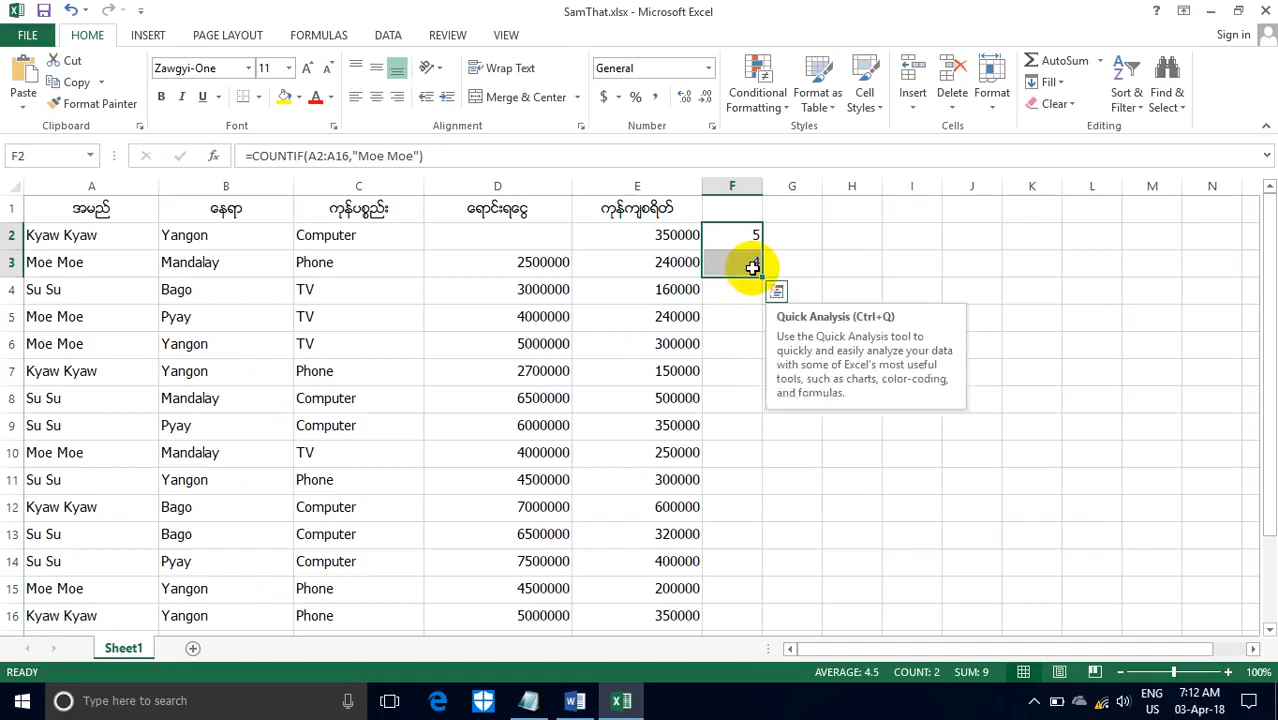 SamThat.xlsx - Microsoft Excel
?
FILE HOME INSERT PAGE LAYOUT FORMULAS DATA REVIEW VIEW Sign in
Paste Cut Copy Format Painter
Clipboard
Zawgyi-One 11 A A
B I U A
Font
Wrap Text
Merge & Center
Alignment
General
$ % , .0 .00 .00 .0
Number
Conditional Formatting Format as Table Cell Styles
Styles
Insert Delete Format
Cells
AutoSum Fill Clear Sort & Filter Find & Select
Editing
F2 fx =COUNTIF(A2:A16,"Moe Moe")
A B C D E F G H I J K L M N
1 အမည် နေရာ ကုန်ပစ္စည်း ရောင်းရငွေ ကုန်ကျစရိတ်
2 Kyaw Kyaw Yangon Computer 350000 5
3 Moe Moe Mandalay Phone 2500000 240000
4 Su Su Bago TV 3000000 160000
5 Moe Moe Pyay TV 4000000 240000
6 Moe Moe Yangon TV 5000000 300000
7 Kyaw Kyaw Yangon Phone 2700000 150000
8 Su Su Mandalay Computer 6500000 500000
9 Su Su Pyay Computer 6000000 350000
10 Moe Moe Mandalay TV 4000000 250000
11 Su Su Yangon Phone 4500000 300000
12 Kyaw Kyaw Bago Computer 7000000 600000
13 Su Su Bago Computer 6500000 320000
14 Su Su Pyay Computer 7500000 400000
15 Moe Moe Yangon Phone 4500000 200000
16 Kyaw Kyaw Yangon Phone 5000000 350000
Quick Analysis (Ctrl+Q)
Use the Quick Analysis tool to
quickly and easily analyze your data
with some of Excel's most useful
tools, such as charts, color-coding,
and formulas.
Sheet1
READY AVERAGE: 4.5 COUNT: 2 SUM: 9 100%
Type here to search
ENG 7:12 AM
US 03-Apr-18